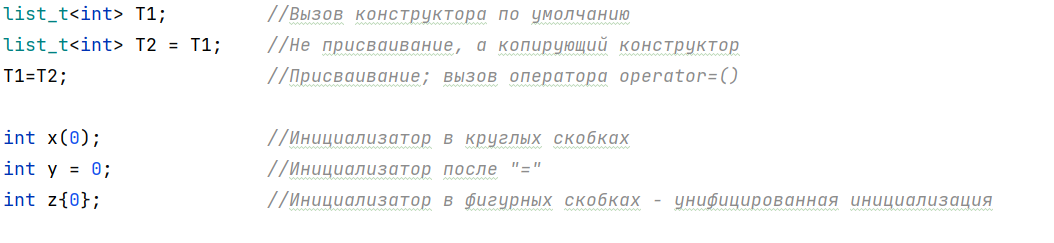 list_t<int> T1; //Вызов конструктора по умолчанию
list_t<int> T2 = T1; //Не присваивание, а копирующий конструктор
T1=T2; //Присваивание; вызов оператора operator=()
int x(0); //Инициализатор в круглых скобках
int y = 0; //Инициализатор после "="
int z{0}; //Инициализатор в фигурных скобках - унифицированная инициализация